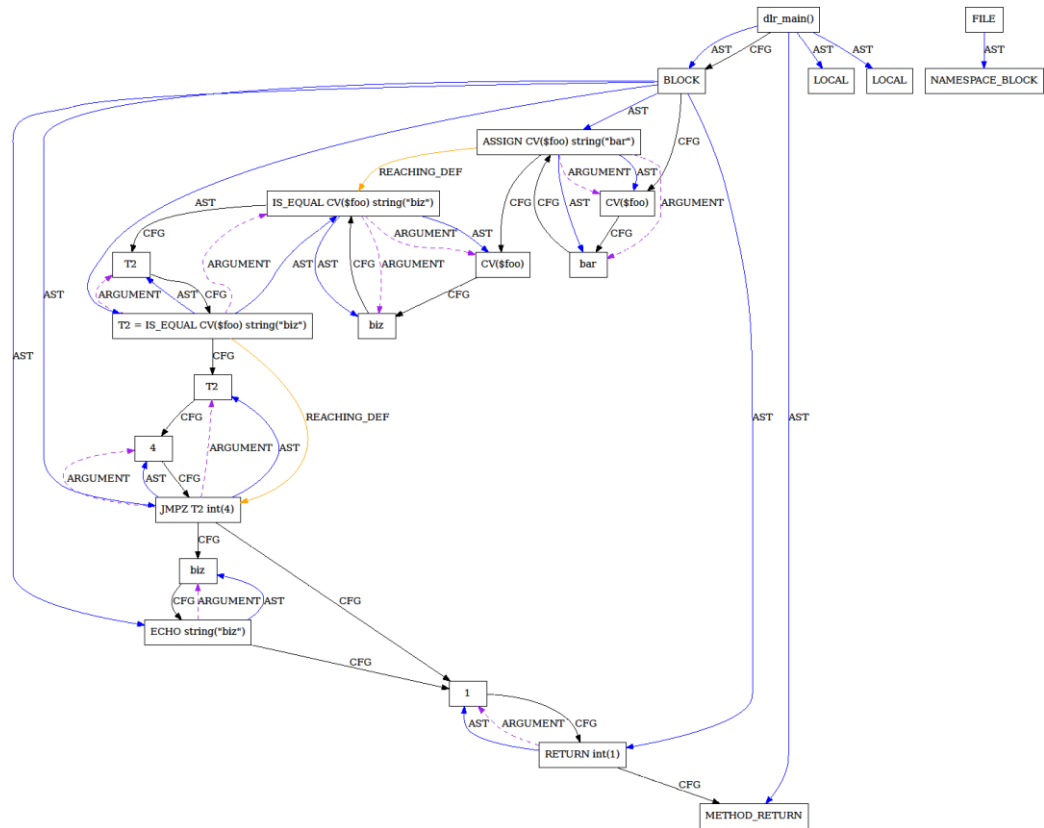 dlr_main()
FILE
AST
CFG
AST
AST
AST
BLOCK
LOCAL
LOCAL
NAMESPACE_BLOCK
AST
CFG
ASSIGN CV($foo) string("bar")
REACHING_DEF
AST
IS_EQUAL CV($foo) string("biz")
CFG
CFG
AST
ARGUMENT
AST
CV($foo)
ARGUMENT
CFG
ARGUMENT
AST
CFG
T2
ARGUMENT
AST
AST
CFG
ARGUMENT
CV($foo)
bar
AST
ARGUMENT
AST
CFG
CFG
AST
T2 = IS_EQUAL CV($foo) string("biz")
biz
AST
CFG
T2
REACHING_DEF
AST
AST
CFG
4
ARGUMENT
AST
ARGUMENT
AST
CFG
JMPZ T2 int(4)
CFG
biz
CFG
ARGUMENT
AST
CFG
ECHO string("biz")
CFG
1
AST
ARGUMENT
CFG
RETURN int(1)
CFG
METHOD_RETURN